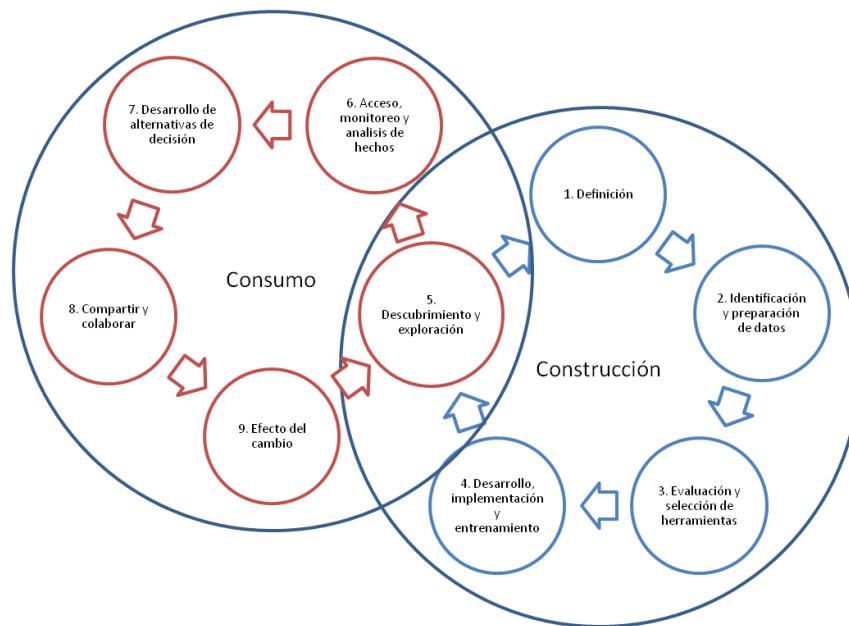 7. Desarrollo de
alternativas de
decisión
6. Acceso,
monitoreo y
analisis de
hechos
1. Definición
8. Compartir y
colaborar
Consumo
5.
Descubrimiento y
exploración
2. Identificación
y preparación
de datos
Construcción
9. Efecto del
cambio
4. Desarrollo,
implementación
y
entrenamiento
3. Evaluación y
selección de
herramientas